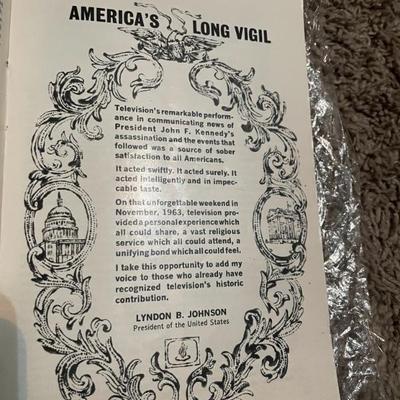 AMERICA'S LONG VIGIL
Television's remarkable perform-
ance in communicating news of
President John F. Kennedy's
assassination and the events that
followed was a source of sober
satisfaction to all Americans.
It acted swiftly. It acted surely. It
acted intelligently and in impec-
cable taste.
On that unforgettable weekend in
November, 1963, television pro-
vided a personal experience which
all could share, a vast religious
service which all could attend, a
unifying bond which all could feel.
I take this opportunity to add my
voice to those who already have
recognized television's historic
contribution.
LYNDON B. JOHNSON
President of the United States